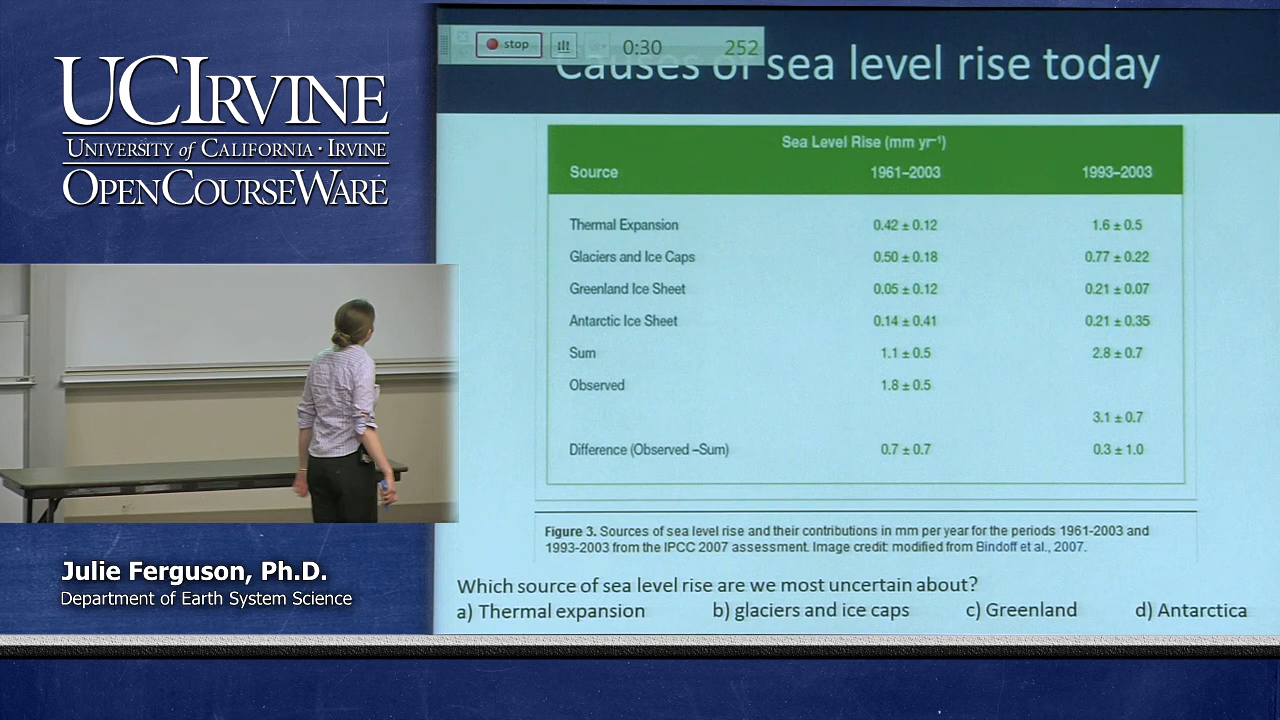 UCIRVINE
UNIVERSITY of CALIFORNIA · IRVINE
OPENCOURSEWARE
stop 0:30 252
Causes of sea level rise today
Sea Level Rise (mm yr⁻¹)
Source 1961–2003 1993–2003
Thermal Expansion 0.42 ± 0.12 1.6 ± 0.5
Glaciers and Ice Caps 0.50 ± 0.18 0.77 ± 0.22
Greenland Ice Sheet 0.05 ± 0.12 0.21 ± 0.07
Antarctic Ice Sheet 0.14 ± 0.41 0.21 ± 0.35
Sum 1.1 ± 0.5 2.8 ± 0.7
Observed 1.8 ± 0.5
3.1 ± 0.7
Difference (Observed –Sum) 0.7 ± 0.7 0.3 ± 1.0
Figure 3. Sources of sea level rise and their contributions in mm per year for the periods 1961-2003 and
1993-2003 from the IPCC 2007 assessment. Image credit: modified from Bindoff et al., 2007.
Which source of sea level rise are we most uncertain about?
a) Thermal expansion b) glaciers and ice caps c) Greenland d) Antarctica
Julie Ferguson, Ph.D.
Department of Earth System Science